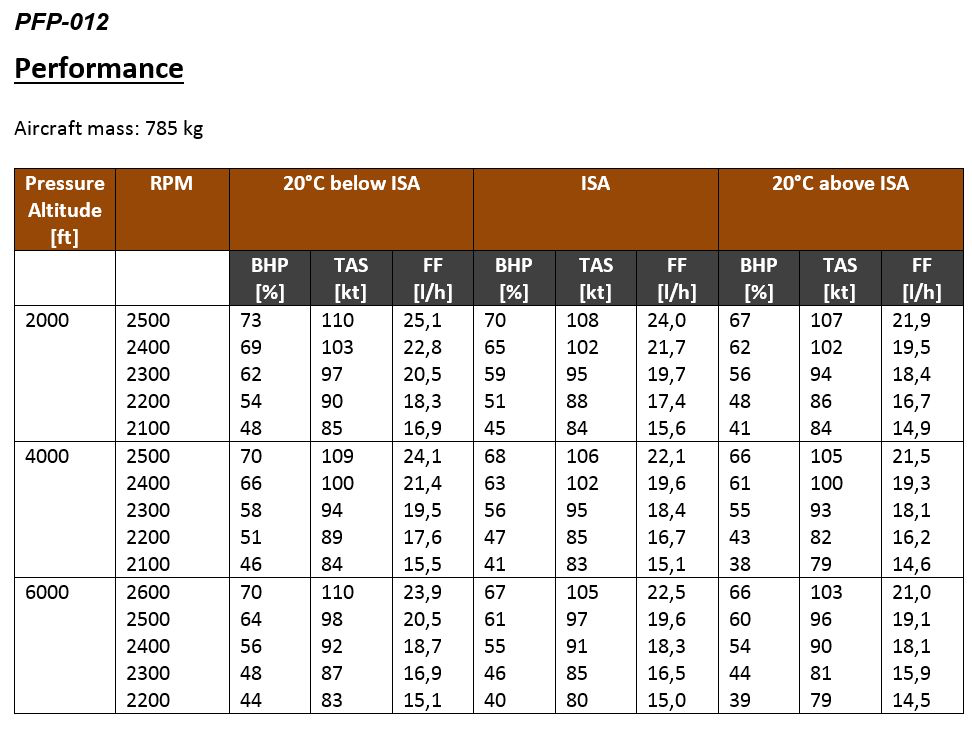 PFP-012
Performance
Aircraft mass: 785 kg
Pressure Altitude [ft] RPM 20°C below ISA ISA 20°C above ISA
BHP [%] TAS [kt] FF [l/h] BHP [%] TAS [kt] FF [l/h] BHP [%] TAS [kt] FF [l/h]
2000 2500 73 110 25,1 70 108 24,0 67 107 21,9
2400 69 103 22,8 65 102 21,7 62 102 19,5
2300 62 97 20,5 59 95 19,7 56 94 18,4
2200 54 90 18,3 51 88 17,4 48 86 16,7
2100 48 85 16,9 45 84 15,6 41 84 14,9
4000 2500 70 109 24,1 68 106 22,1 66 105 21,5
2400 66 100 21,4 63 102 19,6 61 100 19,3
2300 58 94 19,5 56 95 18,4 55 93 18,1
2200 51 89 17,6 47 85 16,7 43 82 16,2
2100 46 84 15,5 41 83 15,1 38 79 14,6
6000 2600 70 110 23,9 67 105 22,5 66 103 21,0
2500 64 98 20,5 61 97 19,6 60 96 19,1
2400 56 92 18,7 55 91 18,3 54 90 18,1
2300 48 87 16,9 46 85 16,5 44 81 15,9
2200 44 83 15,1 40 80 15,0 39 79 14,5